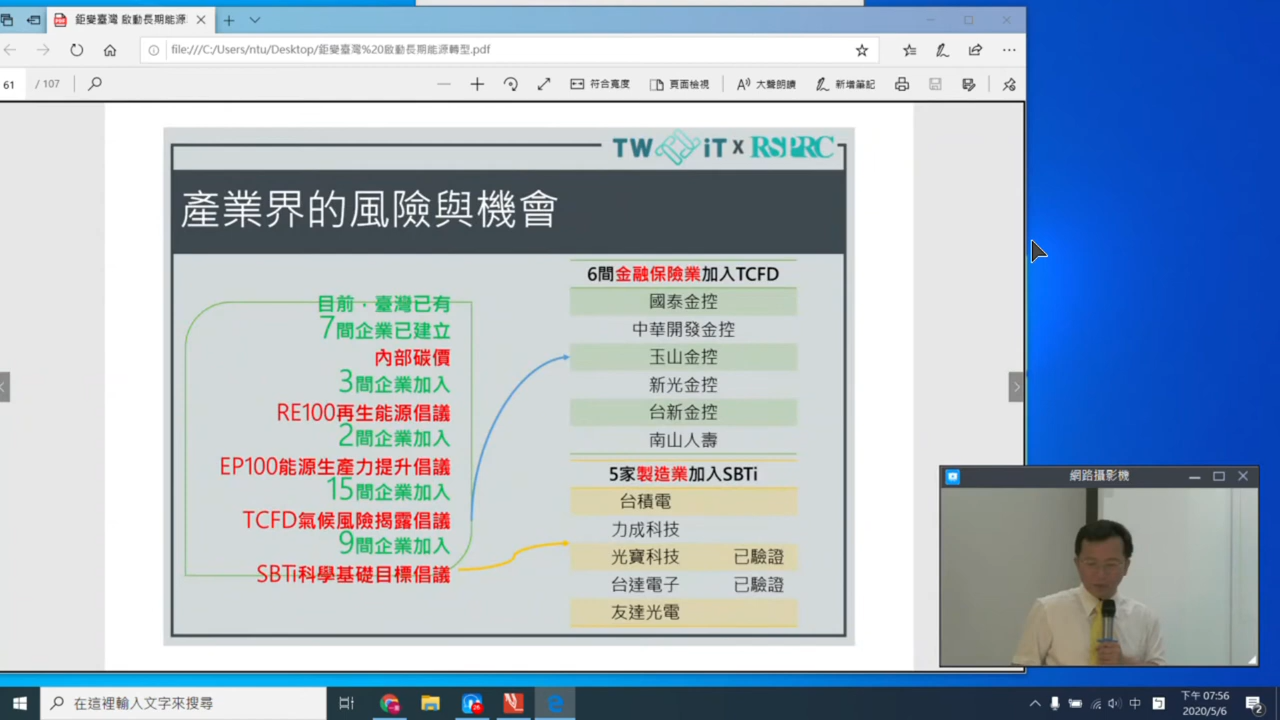 鉅變臺灣 啟動長期能源
file:///C:/Users/ntu/Desktop/鉅變臺灣%20啟動長期能源轉型.pdf
61 / 107
符合寬度
頁面檢視
大聲朗讀
新增筆記
TW iT x RSPRC
產業界的風險與機會
目前，臺灣已有
7間企業已建立
內部碳價
3間企業加入
RE100再生能源倡議
2間企業加入
EP100能源生產力提升倡議
15間企業加入
TCFD氣候風險揭露倡議
9間企業加入
SBTi科學基礎目標倡議
6間金融保險業加入TCFD
國泰金控
中華開發金控
玉山金控
新光金控
台新金控
南山人壽
5家製造業加入SBTi
台積電
力成科技
光寶科技 已驗證
台達電子 已驗證
友達光電
網路攝影機
在這裡輸入文字來搜尋
中
下午 07:56
2020/5/6
2